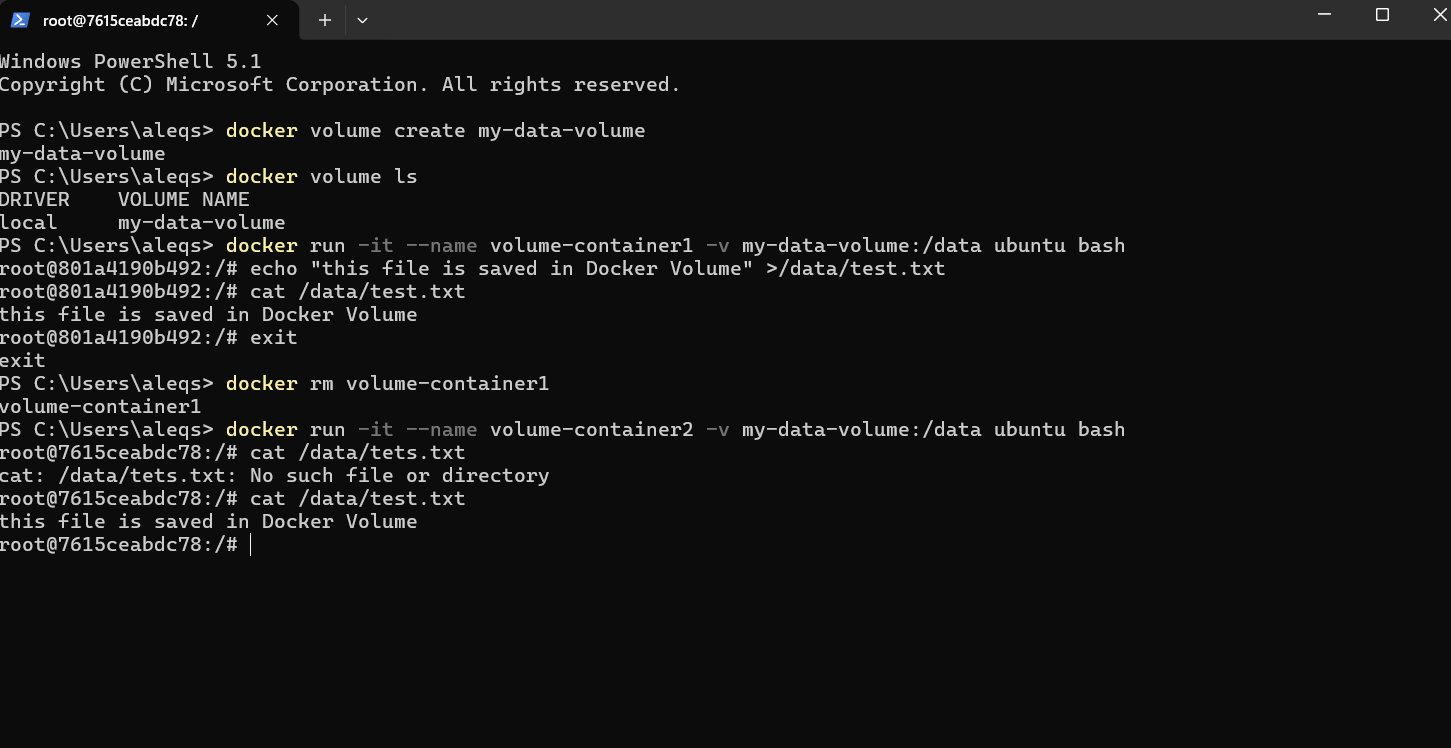 root@7615ceabdc78: /
Windows PowerShell 5.1
Copyright (C) Microsoft Corporation. All rights reserved.
PS C:\Users\aleqs> docker volume create my-data-volume
my-data-volume
PS C:\Users\aleqs> docker volume ls
DRIVER    VOLUME NAME
local     my-data-volume
PS C:\Users\aleqs> docker run -it --name volume-container1 -v my-data-volume:/data ubuntu bash
root@801a4190b492:/# echo "this file is saved in Docker Volume" >/data/test.txt
root@801a4190b492:/# cat /data/test.txt
this file is saved in Docker Volume
root@801a4190b492:/# exit
exit
PS C:\Users\aleqs> docker rm volume-container1
volume-container1
PS C:\Users\aleqs> docker run -it --name volume-container2 -v my-data-volume:/data ubuntu bash
root@7615ceabdc78:/# cat /data/tets.txt
cat: /data/tets.txt: No such file or directory
root@7615ceabdc78:/# cat /data/test.txt
this file is saved in Docker Volume
root@7615ceabdc78:/#